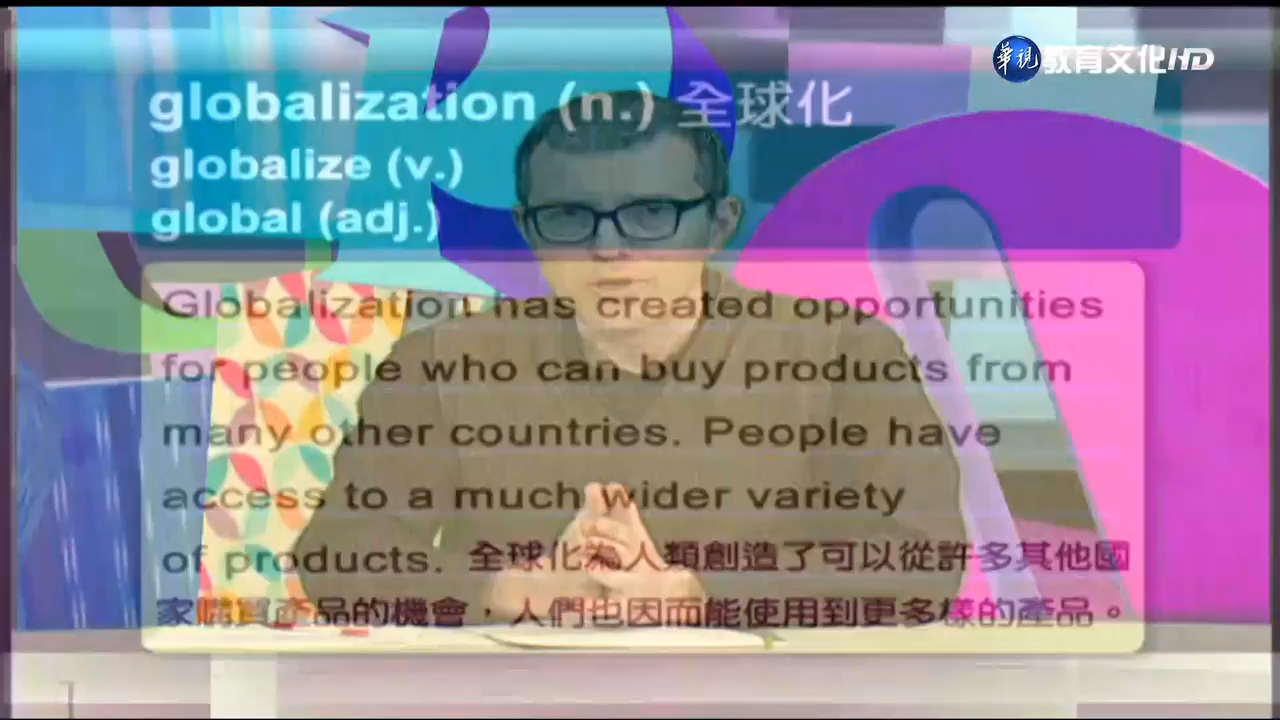 華視 教育文化HD
globalization (n.) 全球化
globalize (v.)
global (adj.)
Globalization has created opportunities
for people who can buy products from
many other countries. People have
access to a much wider variety
of products. 全球化為人類創造了可以從許多其他國
家購買產品的機會，人們也因而能使用到更多樣的產品。